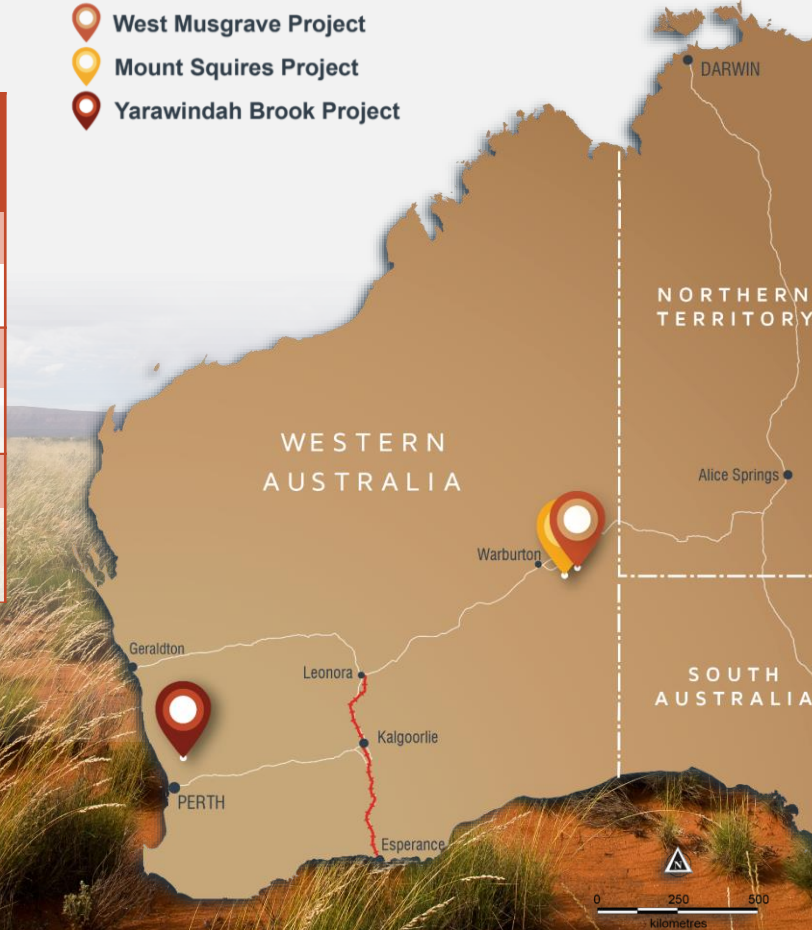 West Musgrave Project
Mount Squires Project
Yarawindah Brook Project
DARWIN
NORTHERN
TERRITORY
WESTERN
AUSTRALIA
Alice Springs
Warburton
Geraldton
Leonora
SOUTH
AUSTRALIA
Kalgoorlie
PERTH
Esperance
N
0 250 500
kilometres